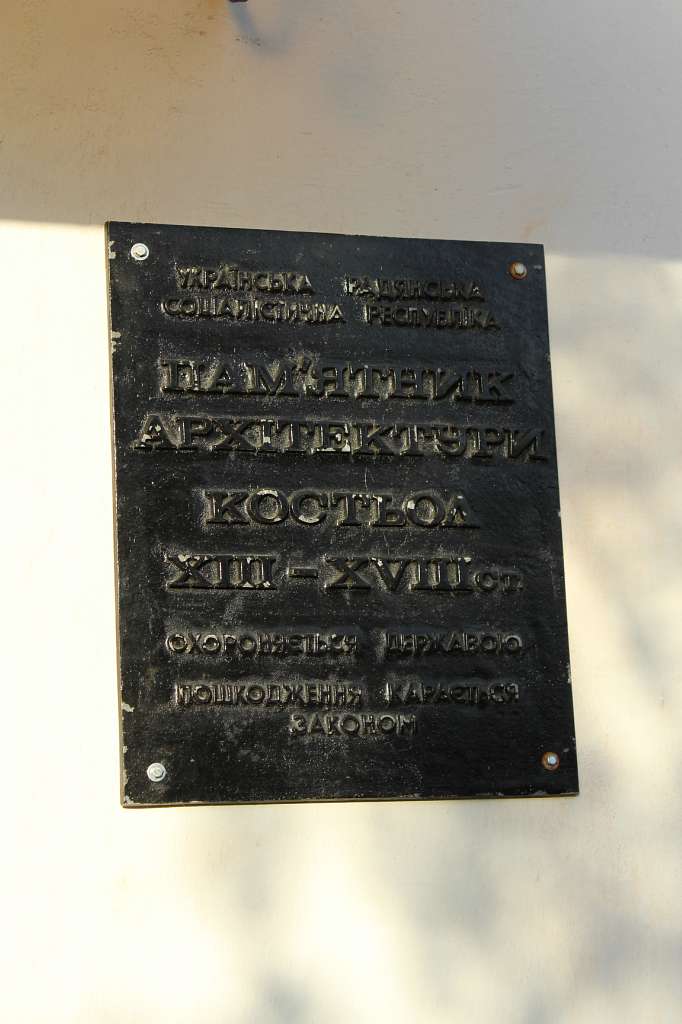 УКРАЇНСЬКА РАДЯНСЬКА
СОЦІАЛІСТИЧНА РЕСПУБЛІКА
ПАМ'ЯТНИК
АРХІТЕКТУРИ
КОСТЬОЛ
XIII – XVIII ст.
ОХОРОНЯЄТЬСЯ ДЕРЖАВОЮ,
ПОШКОДЖЕННЯ КАРАЄТЬСЯ
ЗАКОНОМ